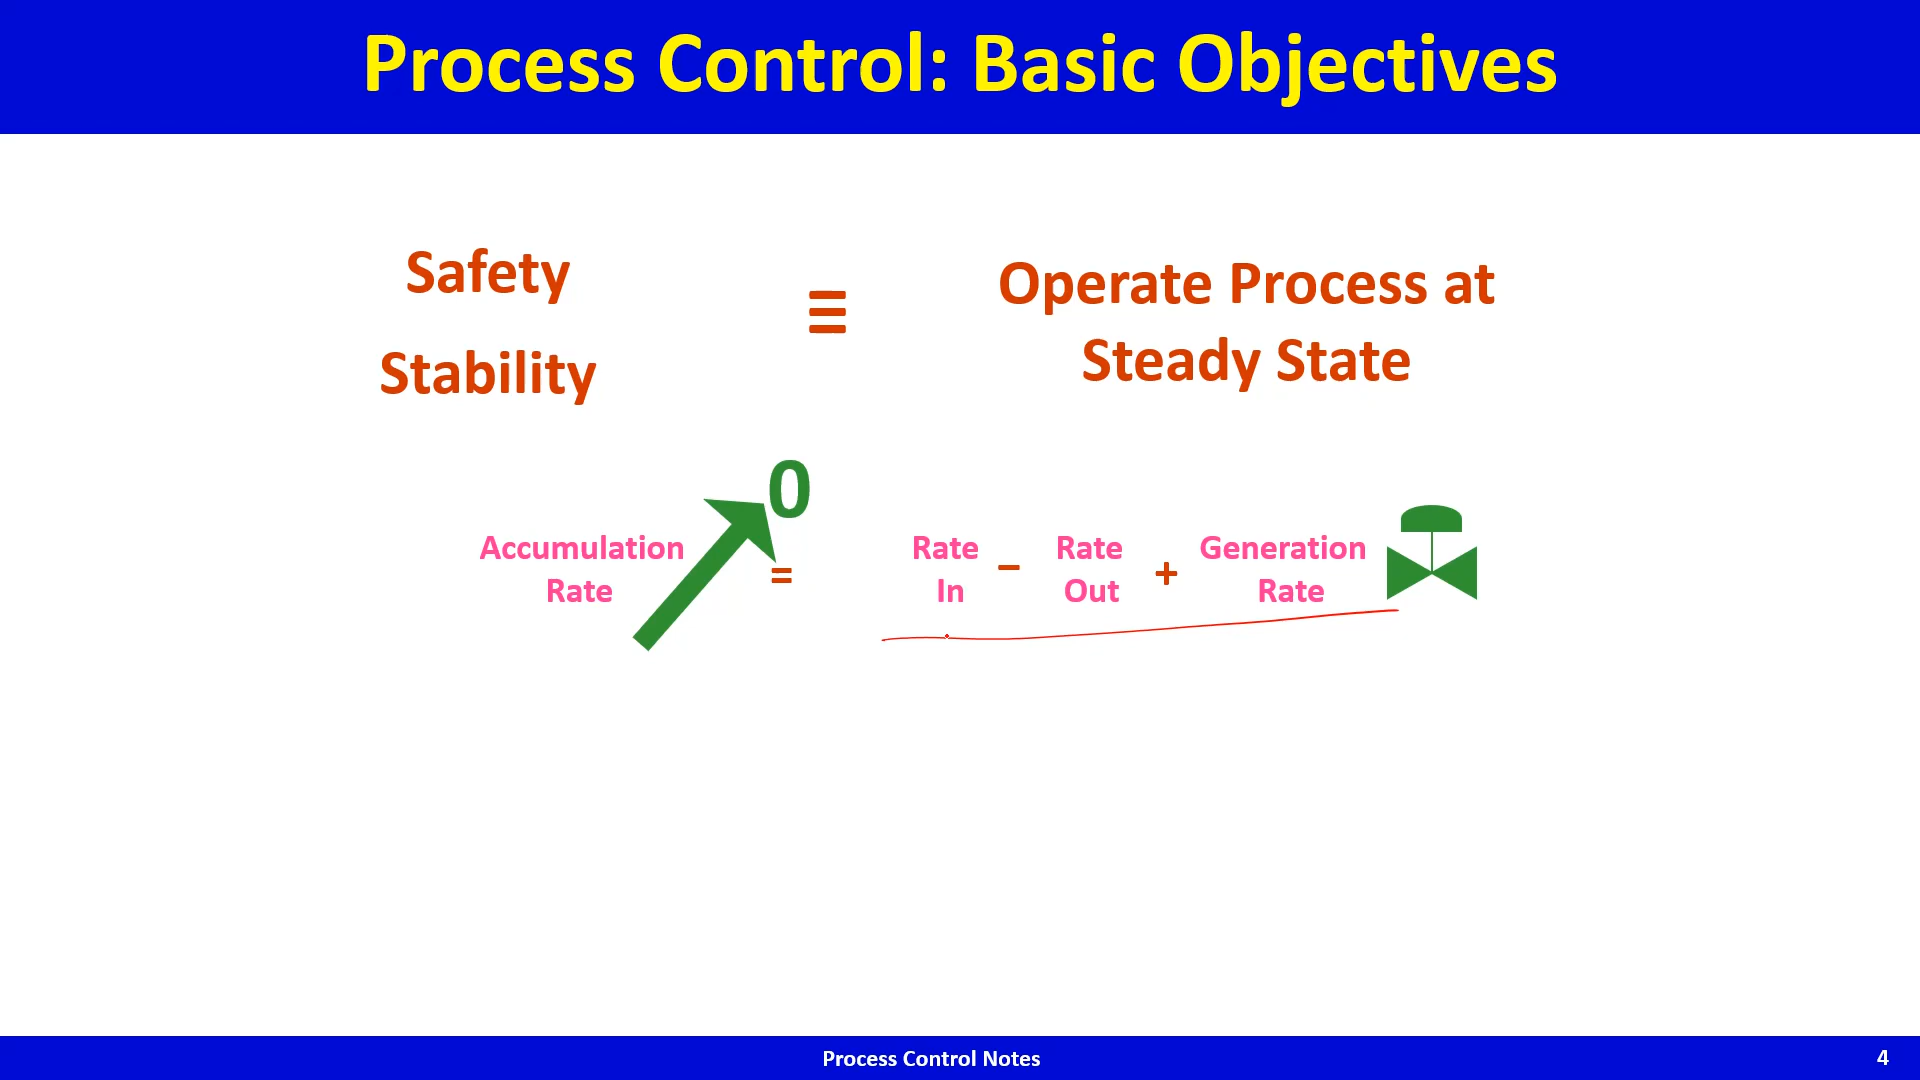 Process Control: Basic Objectives
Safety
Stability
≡
Operate Process at
Steady State
0
Accumulation
Rate
=
Rate
In
−
Rate
Out
+
Generation
Rate
Process Control Notes
4